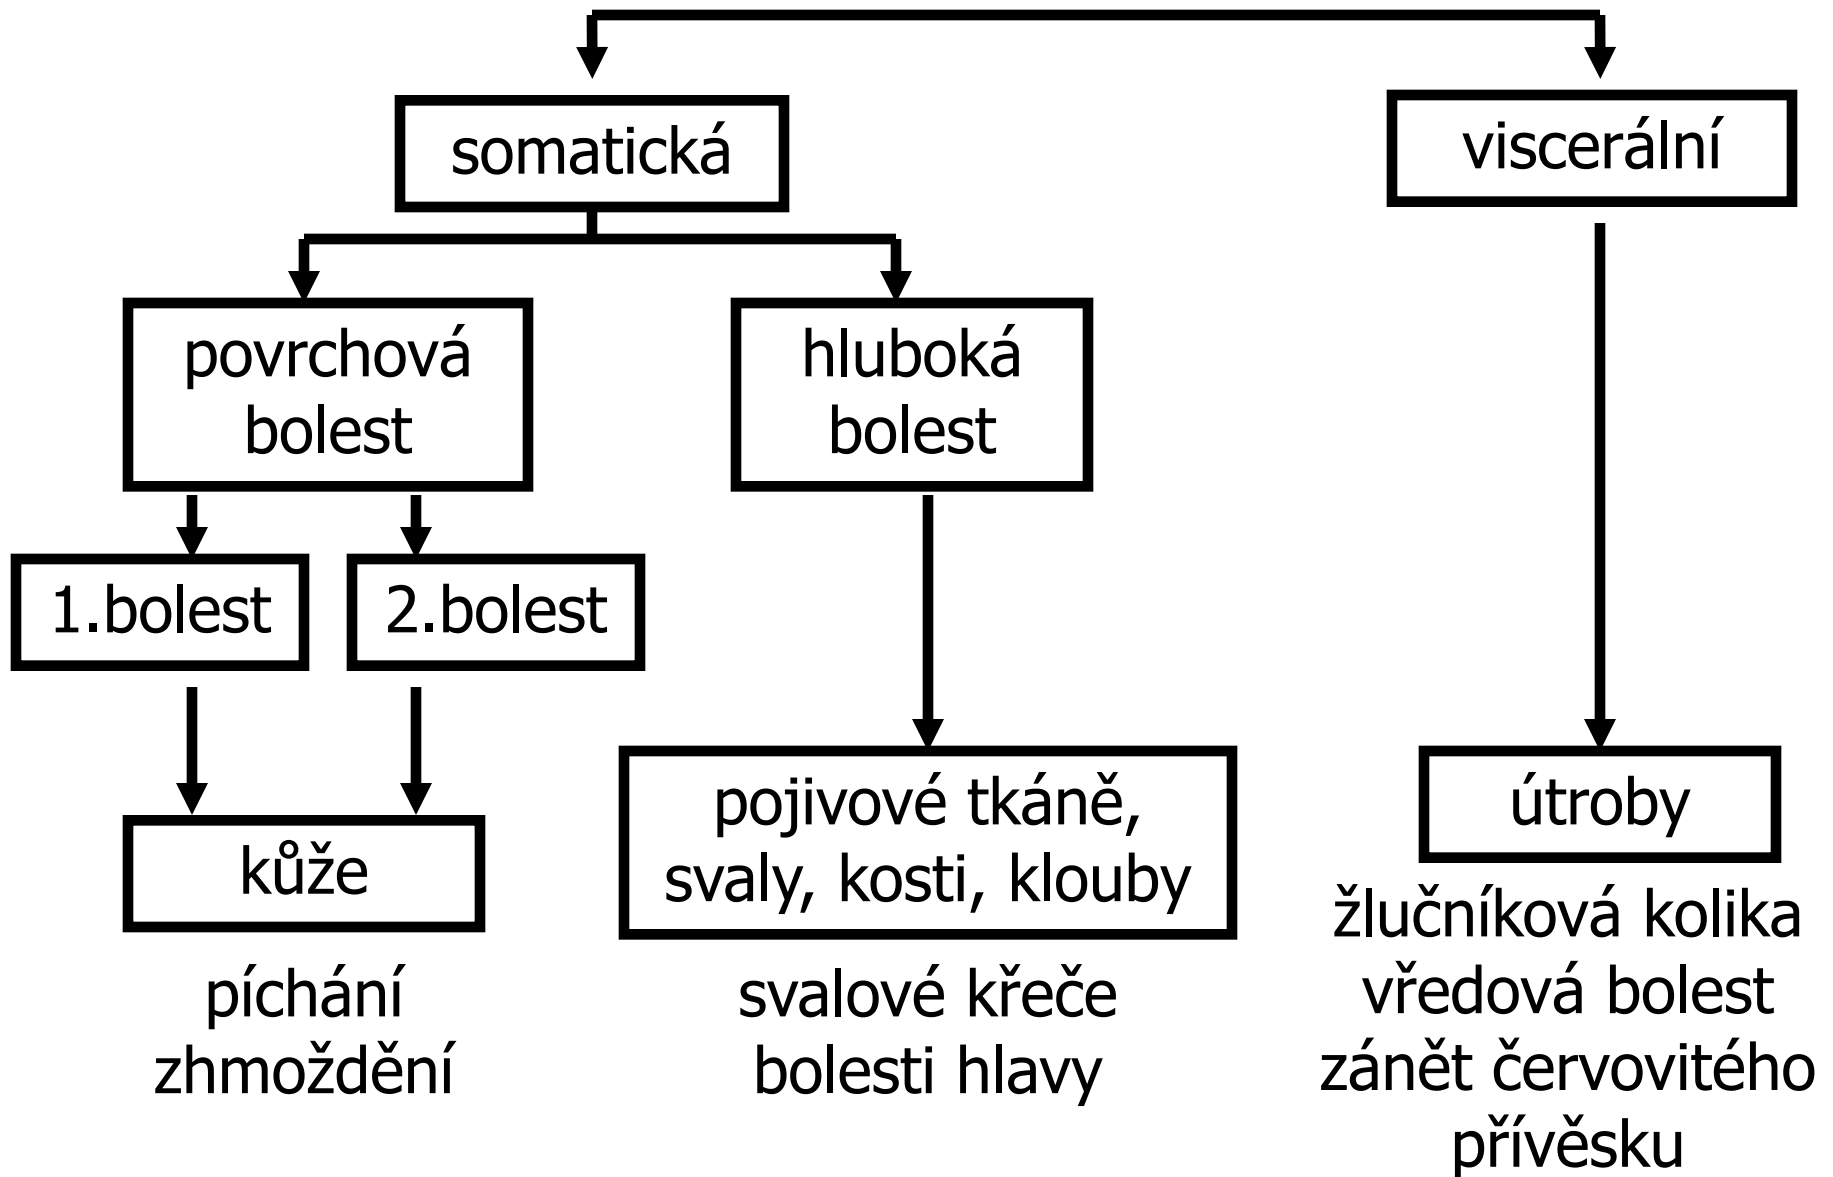 somatická
viscerální
povrchová
bolest
hluboká
bolest
1.bolest
2.bolest
kůže
pojivové tkáně,
svaly, kosti, klouby
útroby
píchání
zhmoždění
svalové křeče
bolesti hlavy
žlučníková kolika
vředová bolest
zánět červovitého
přívěsku